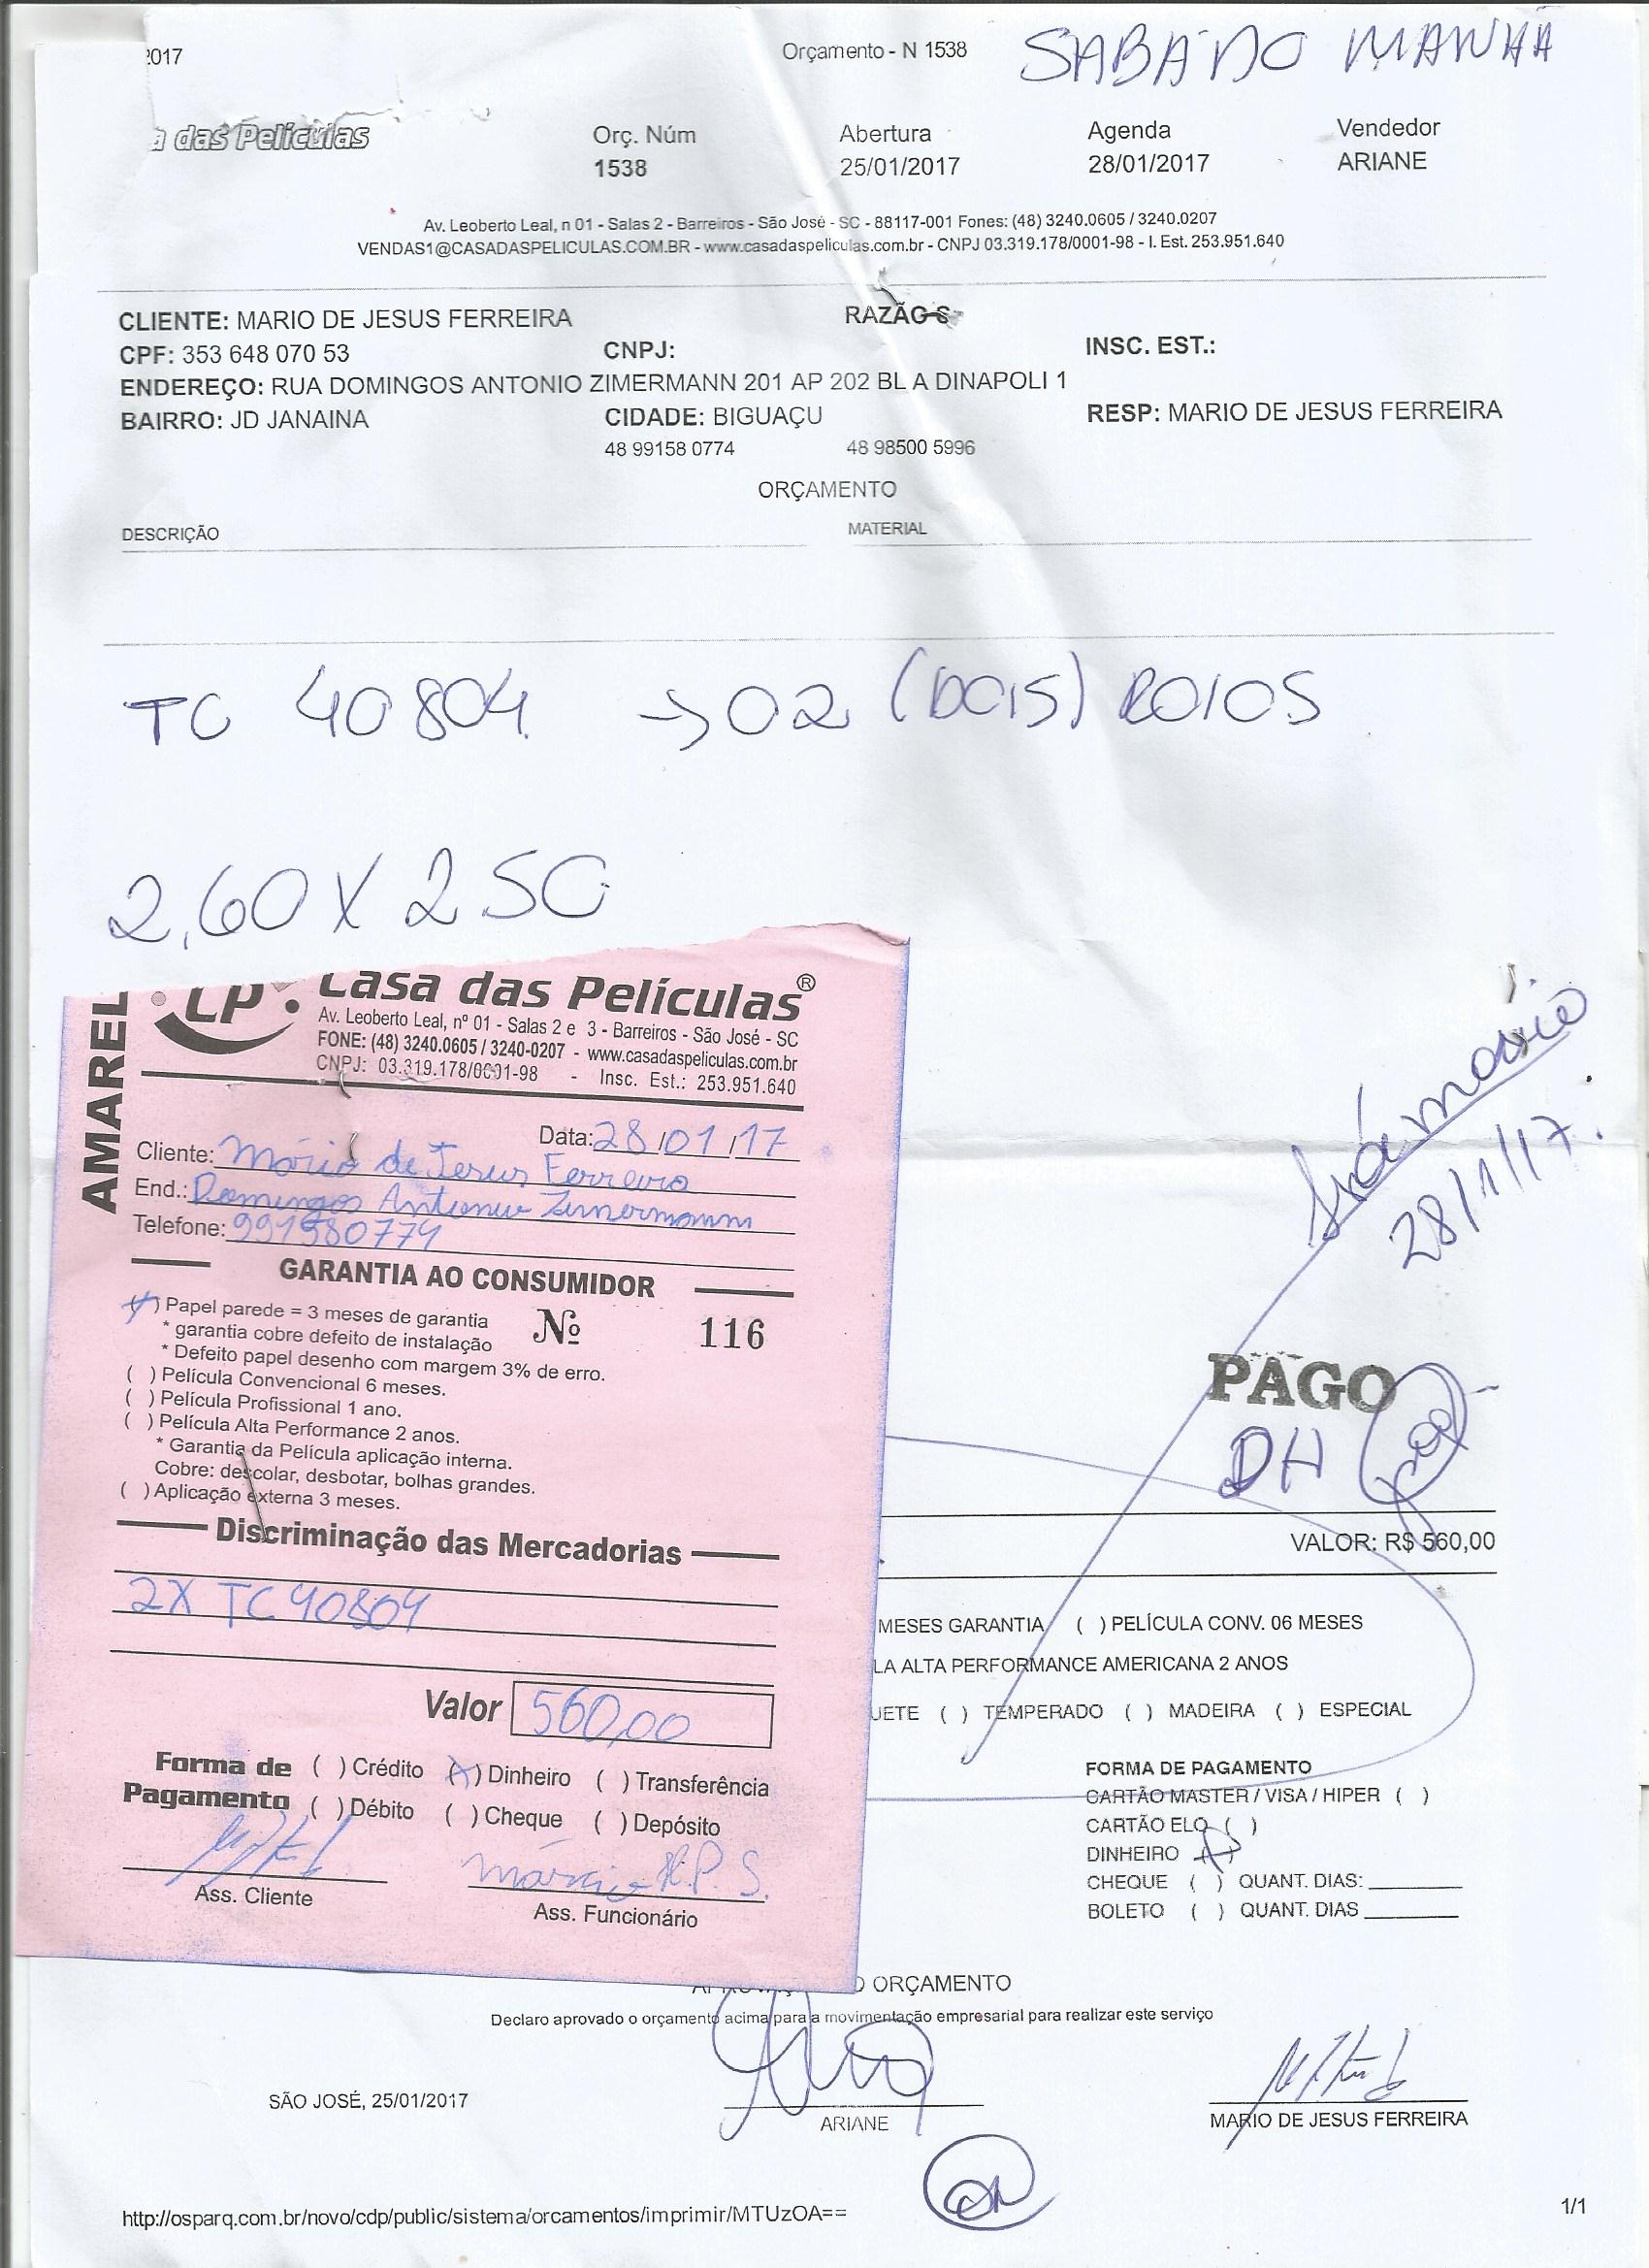 2017
Orçamento - N 1538
SABADO MANHÃ
a das Películas
Orç. Núm
1538
Abertura
25/01/2017
Agenda
28/01/2017
Vendedor
ARIANE
Av. Leoberto Leal, n 01 - Salas 2 - Barreiros - São José - SC - 88117-001 Fones: (48) 3240.0605 / 3240.0207
VENDAS1@CASADASPELICULAS.COM.BR - www.casadaspeliculas.com.br - CNPJ 03.319.178/0001-98 - I. Est. 253.951.640
CLIENTE: MARIO DE JESUS FERREIRA RAZÃO S
CPF: 353 648 070 53 CNPJ: INSC. EST.:
ENDEREÇO: RUA DOMINGOS ANTONIO ZIMERMANN 201 AP 202 BL A DINAPOLI 1
BAIRRO: JD JANAINA CIDADE: BIGUAÇU RESP: MARIO DE JESUS FERREIRA
48 99158 0774 48 98500 5996
ORÇAMENTO
DESCRIÇÃO MATERIAL
TC 40804 → 02 (DOIS) ROLOS
2,60 X 2.50
AMAREL
CP
Casa das Películas®
Av. Leoberto Leal, nº 01 - Salas 2 e 3 - Barreiros - São José - SC
FONE: (48) 3240.0605 / 3240-0207 - www.casadaspeliculas.com.br
CNPJ: 03.319.178/0001-98 - Insc. Est.: 253.951.640
Data: 28/01/17
Cliente: Mário de Jesus Ferreira
End.: Domingos Antonio Zimermann
Telefone: 991580774
GARANTIA AO CONSUMIDOR
(X) Papel parede = 3 meses de garantia
* garantia cobre defeito de instalação
Nº 116
* Defeito papel desenho com margem 3% de erro.
( ) Película Convencional 6 meses.
( ) Película Profissional 1 ano.
( ) Película Alta Performance 2 anos.
* Garantia da Película aplicação interna.
Cobre: descolar, desbotar, bolhas grandes.
( ) Aplicação externa 3 meses.
Discriminação das Mercadorias
2X TC 40804
Valor 560,00
Forma de Pagamento
( ) Crédito (X) Dinheiro ( ) Transferência
( ) Débito ( ) Cheque ( ) Depósito
márcio R.P. S.
Ass. Cliente
Ass. Funcionário
28/1/17.
PAGO
DH
VALOR: R$ 560,00
MESES GARANTIA ( ) PELÍCULA CONV. 06 MESES
LA ALTA PERFORMANCE AMERICANA 2 ANOS
UETE ( ) TEMPERADO ( ) MADEIRA ( ) ESPECIAL
FORMA DE PAGAMENTO
CARTÃO MASTER / VISA / HIPER ( )
CARTÃO ELO ( )
DINHEIRO (X)
CHEQUE ( ) QUANT. DIAS:
BOLETO ( ) QUANT. DIAS
O ORÇAMENTO
Declaro aprovado o orçamento acima para a movimentação empresarial para realizar este serviço
SÃO JOSÉ, 25/01/2017
ARIANE
MARIO DE JESUS FERREIRA
http://osparq.com.br/novo/cdp/public/sistema/orcamentos/imprimir/MTUzOA==
1/1